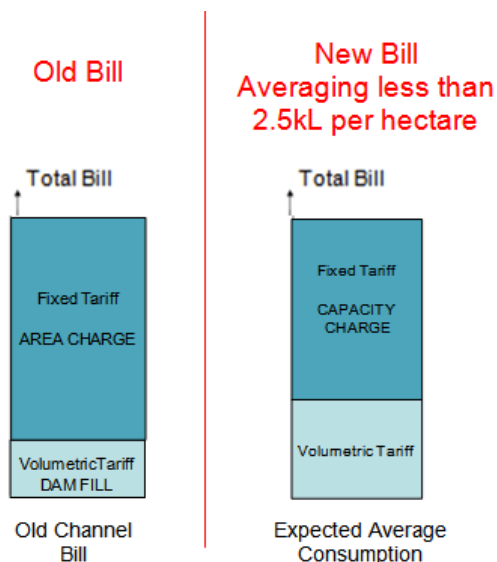 Old Bill
Total Bill
Fixed Tariff
AREA CHARGE
VolumetricTariff
DAM FILL
Old Channel
Bill
New Bill
Averaging less than
2.5kL per hectare
Total Bill
Fixed Tariff
CAPACITY
CHARGE
Volumetric Tariff
Expected Average
Consumption